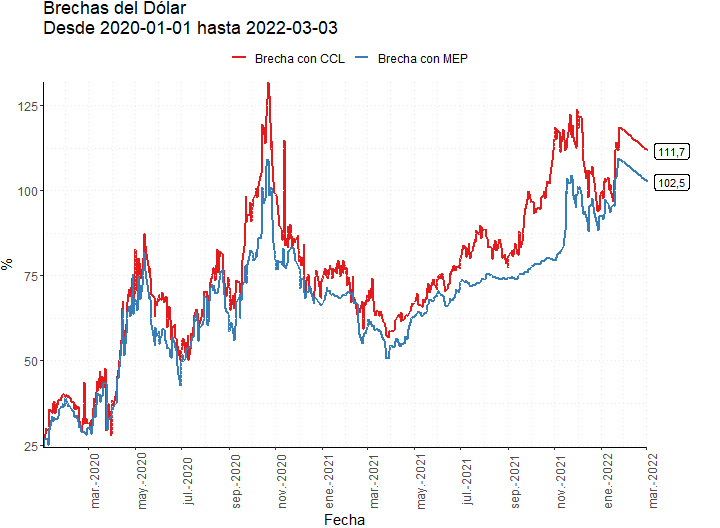 Brechas del Dólar
Desde 2020-01-01 hasta 2022-03-03
Brecha con CCL Brecha con MEP
%
125
100
75
50
25
111,7
102,5
mar.-2020 may.-2020 jul.-2020 sep.-2020 nov.-2020 ene.-2021 mar.-2021 may.-2021 jul.-2021 sep.-2021 nov.-2021 ene.-2022 mar.-2022
Fecha